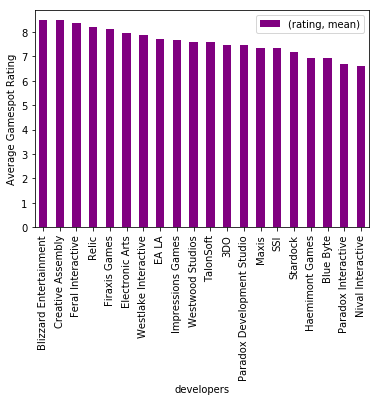 (rating, mean)
8
7
6
5
4
3
2
1
0
Average Gamespot Rating
Blizzard Entertainment
Creative Assembly
Feral Interactive
Relic
Firaxis Games
Electronic Arts
Westlake Interactive
EA LA
Impressions Games
Westwood Studios
TalonSoft
3DO
Paradox Development Studio
Maxis
SSI
Stardock
Haemimont Games
Blue Byte
Paradox Interactive
Nival Interactive
developers